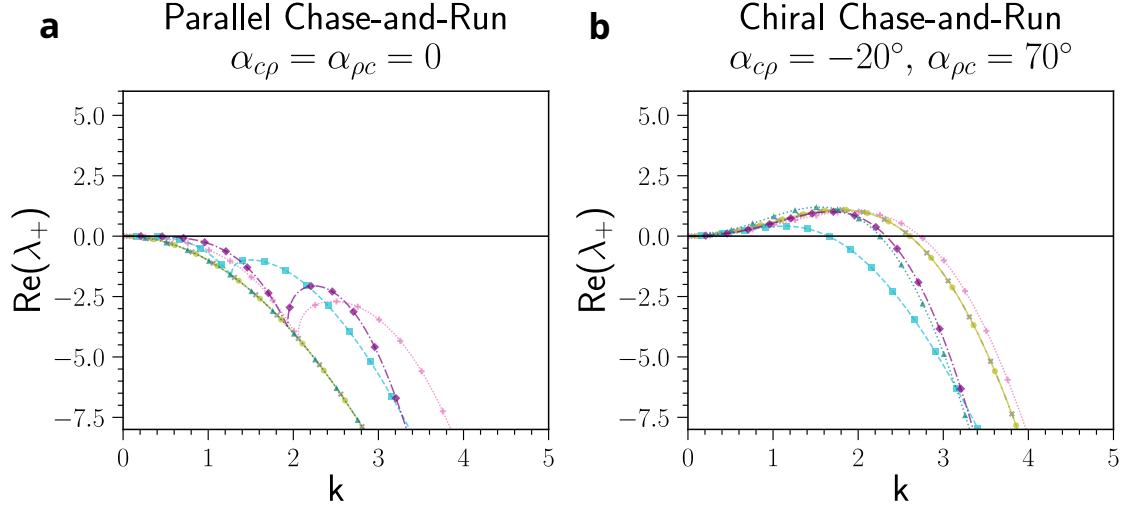 a
Parallel Chase-and-Run
α_{cρ} = α_{ρc} = 0
Re(λ₊)
5.0
2.5
0.0
−2.5
−5.0
−7.5
0 1 2 3 4 5
k
b
Chiral Chase-and-Run
α_{cρ} = −20°, α_{ρc} = 70°
Re(λ₊)
5.0
2.5
0.0
−2.5
−5.0
−7.5
0 1 2 3 4 5
k